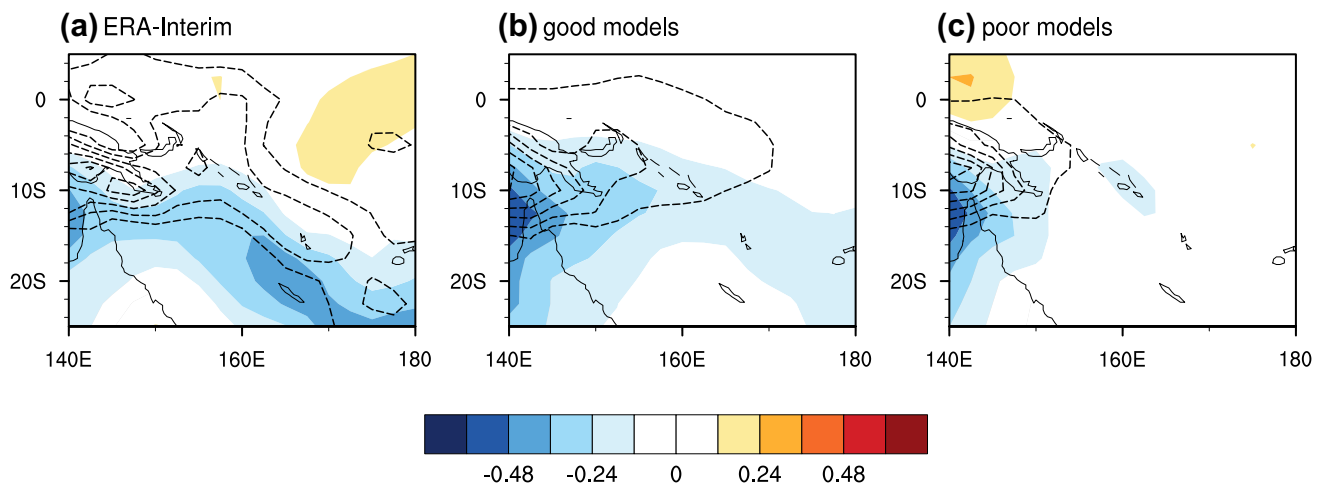 (a) ERA-Interim
(b) good models
(c) poor models
0
10S
20S
140E 160E 180
0
10S
20S
140E 160E 180
0
10S
20S
140E 160E 180
-0.48 -0.24 0 0.24 0.48